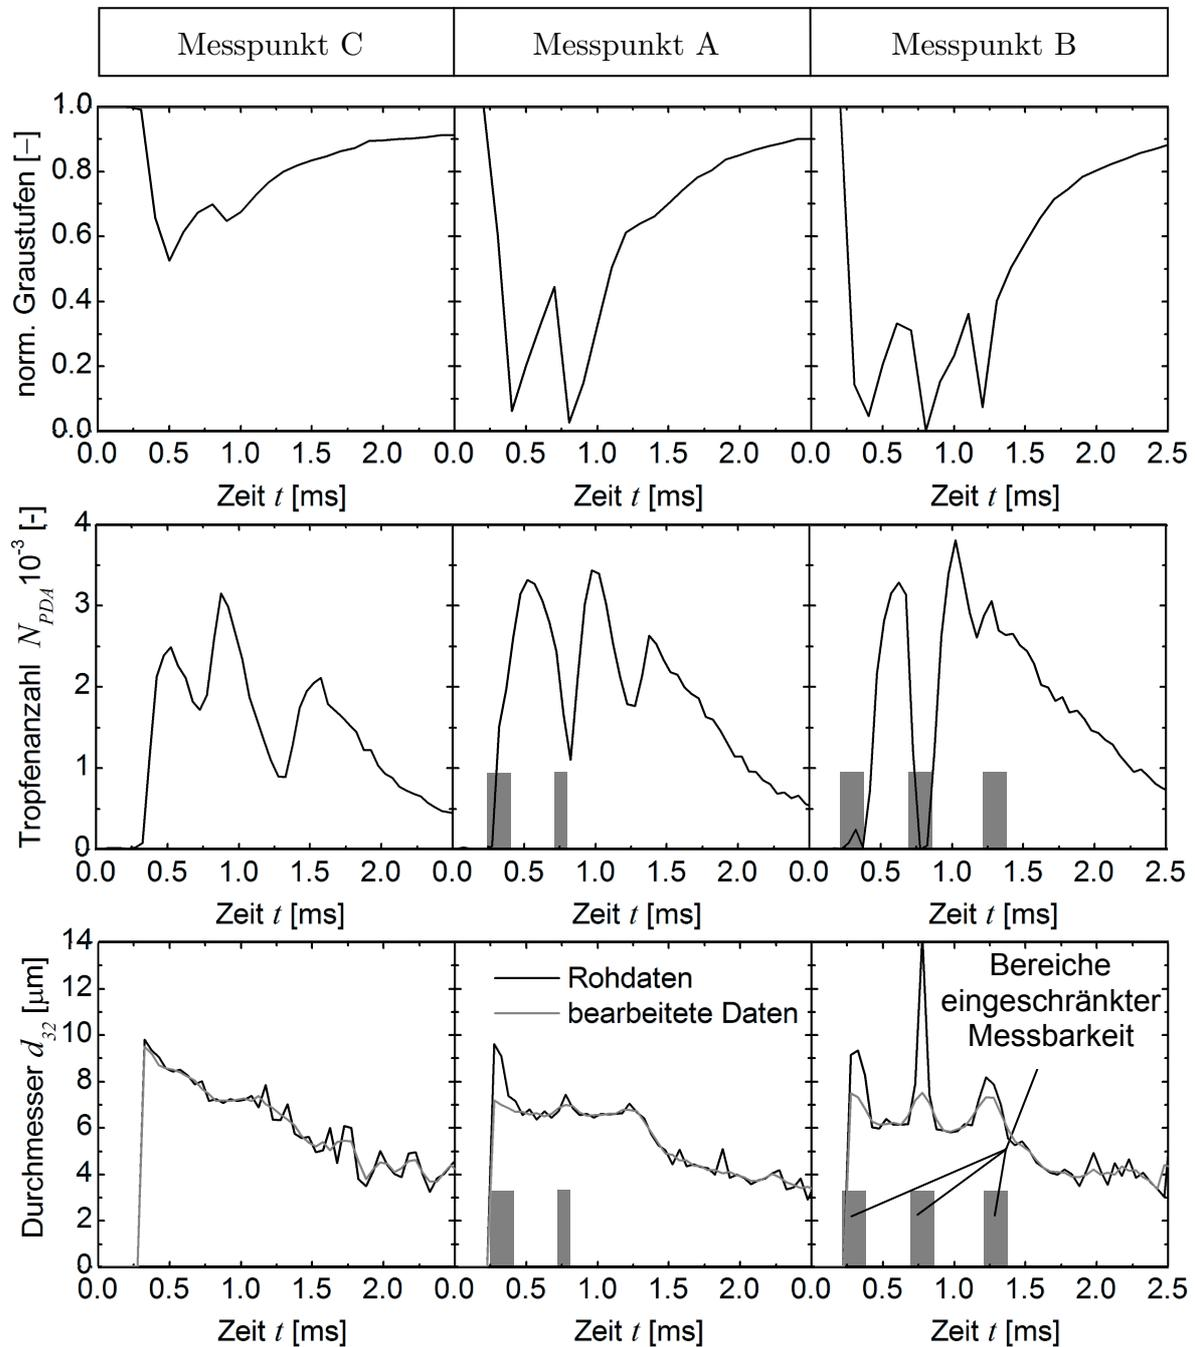 Messpunkt C
Messpunkt A
Messpunkt B
norm. Graustufen [–]
1.0
0.8
0.6
0.4
0.2
0.0
0.0 0.5 1.0 1.5 2.0 0.0 0.5 1.0 1.5 2.0 0.0 0.5 1.0 1.5 2.0 2.5
Zeit t [ms]
Zeit t [ms]
Zeit t [ms]
Tropfenanzahl N_PDA 10⁻³ [-]
4
3
2
1
0
0.0 0.5 1.0 1.5 2.0 0.0 0.5 1.0 1.5 2.0 0.0 0.5 1.0 1.5 2.0 2.5
Zeit t [ms]
Zeit t [ms]
Zeit t [ms]
Durchmesser d_32 [µm]
14
12
10
8
6
4
2
0
Rohdaten
bearbeitete Daten
Bereiche
eingeschränkter
Messbarkeit
0.0 0.5 1.0 1.5 2.0 0.0 0.5 1.0 1.5 2.0 0.0 0.5 1.0 1.5 2.0 2.5
Zeit t [ms]
Zeit t [ms]
Zeit t [ms]